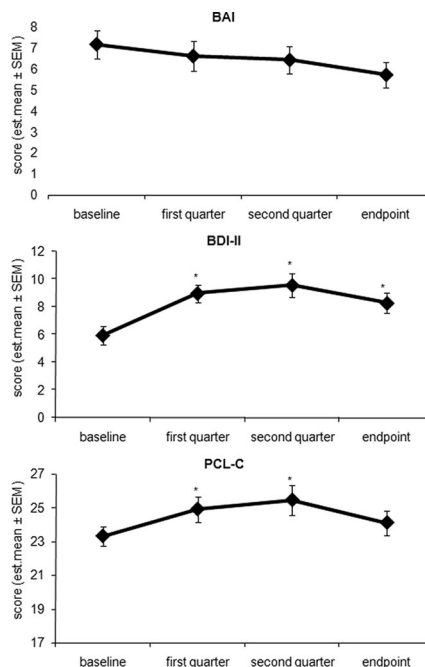 BAI
score (est.mean ± SEM)
8
7
6
5
4
3
2
1
0
baseline first quarter second quarter endpoint
BDI-II
score (est.mean ± SEM)
12
10
8
6
4
2
0
* * *
baseline first quarter second quarter endpoint
PCL-C
score (est.mean ± SEM)
27
25
23
21
19
17
* *
baseline first quarter second quarter endpoint